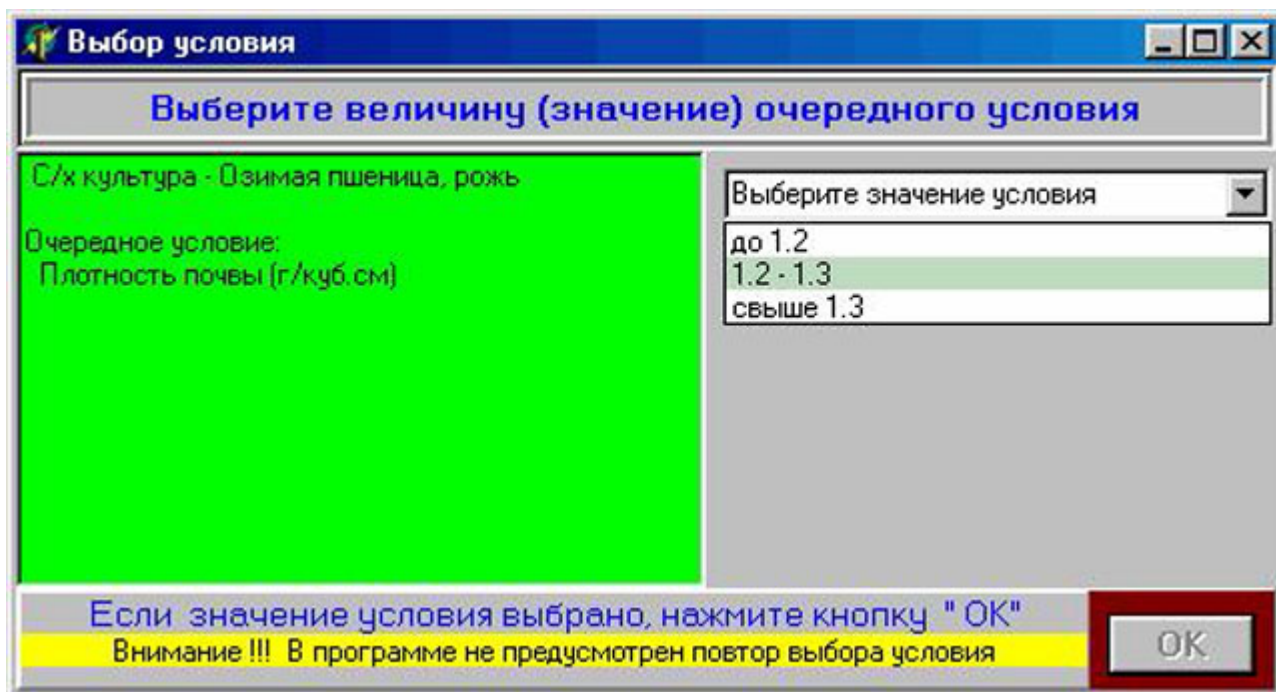 Выбор условия
Выберите величину (значение) очередного условия
С/х культура - Озимая пшеница, рожь
Очередное условие:
Плотность почвы (г/куб.см)
Выберите значение условия
до 1.2
1.2 - 1.3
свыше 1.3
Если значение условия выбрано, нажмите кнопку " ОК"
Внимание !!! В программе не предусмотрен повтор выбора условия
ОК